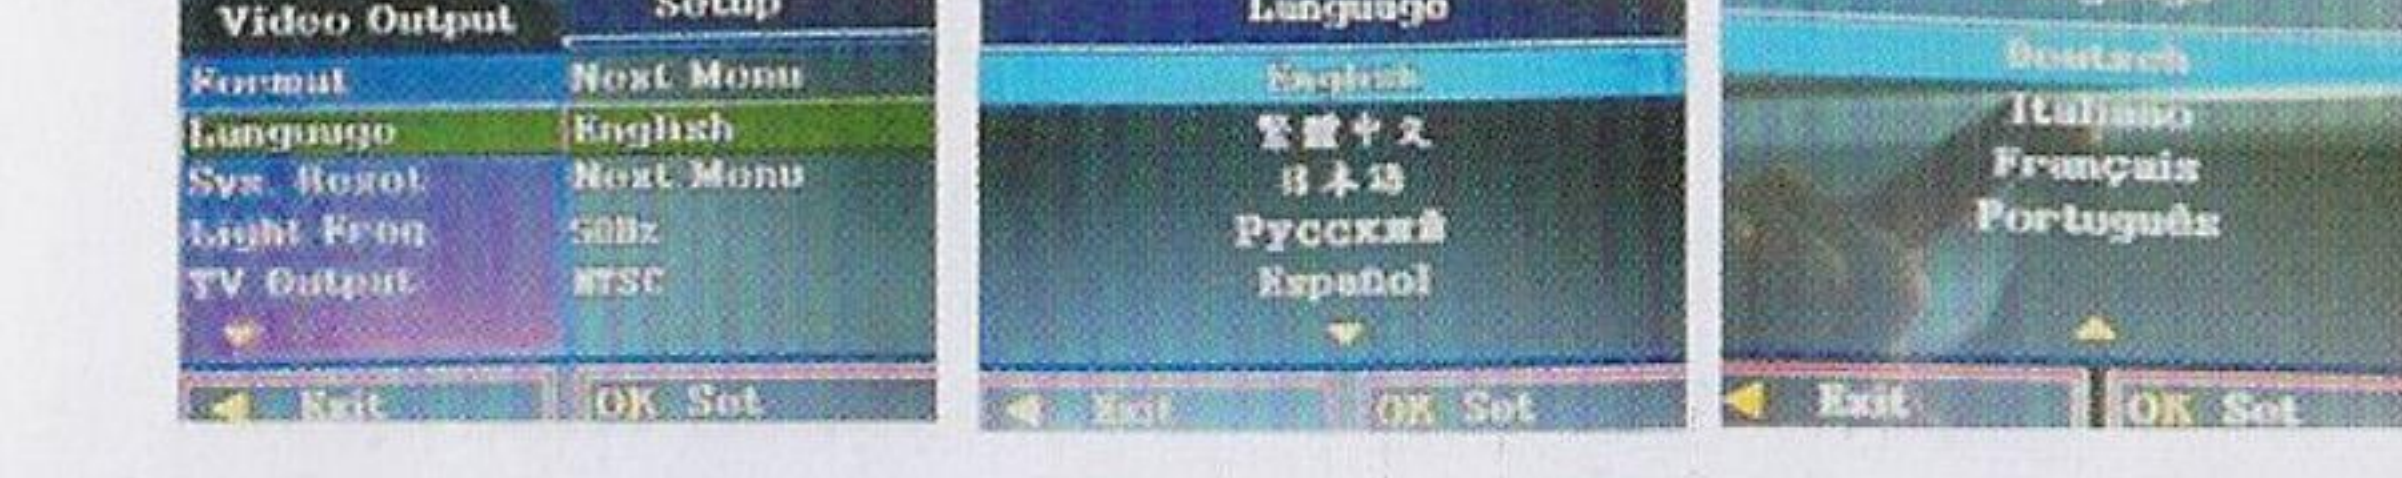 Video Output
Setup
Format
Next Menu
Language
English
Sys. Reset
Next Menu
Light Freq
50Hz
TV Output
NTSC
Exit
OK Set
Language
English
繁體中文
日本語
Русский
Español
Exit
OK Set
Deutsch
Italiano
Français
Português
Exit
OK Set